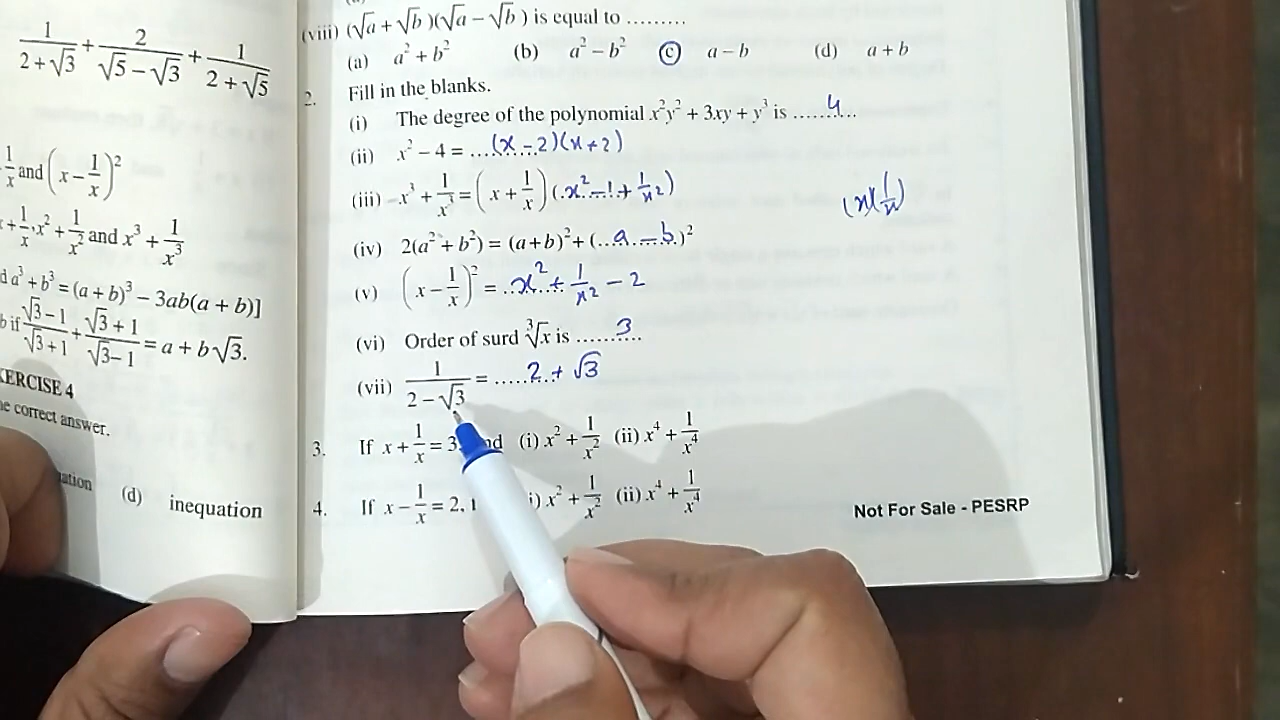 1/(2+√3) + 2/(√5−√3) + 1/(2+√5)
1/x and (x − 1/x)²
+ 1/x, x² + 1/x² and x³ + 1/x³
a³ + b³ = (a + b)³ − 3ab(a + b)]
b if (√3−1)/(√3+1) + (√3+1)/(√3−1) = a + b√3.
ERCISE 4
correct answer.
(d) inequation
(viii) (√a + √b)(√a − √b) is equal to .........
(a) a² + b² (b) a² − b² (c) a − b (d) a + b
2. Fill in the blanks.
(i) The degree of the polynomial x²y² + 3xy + y³ is ....4....
(ii) x² − 4 = ...(x − 2)(x + 2)
(iii) x³ + 1/x³ = (x + 1/x)(x² − 1 + 1/x²)
(x)(1/x)
(iv) 2(a² + b²) = (a+b)² + (...a − b...)²
(v) (x − 1/x)² = ...x² + 1/x² − 2
(vi) Order of surd ∛x is ....3....
(vii) 1/(2 − √3) = .....2 + √3
3. If x + 1/x = 3, (i) x² + 1/x² (ii) x⁴ + 1/x⁴
4. If x − 1/x = 2, i) x² + 1/x² (ii) x⁴ + 1/x⁴
Not For Sale - PESRP